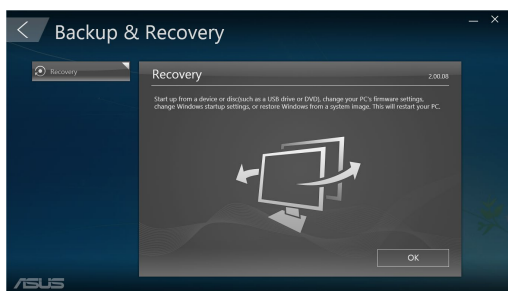 Backup & Recovery
Recovery
Recovery
2.00.08
Start up from a device or disc(such as a USB drive or DVD), change your PC's firmware settings,
change Windows startup settings, or restore Windows from a system image. This will restart your PC.
OK
ASUS